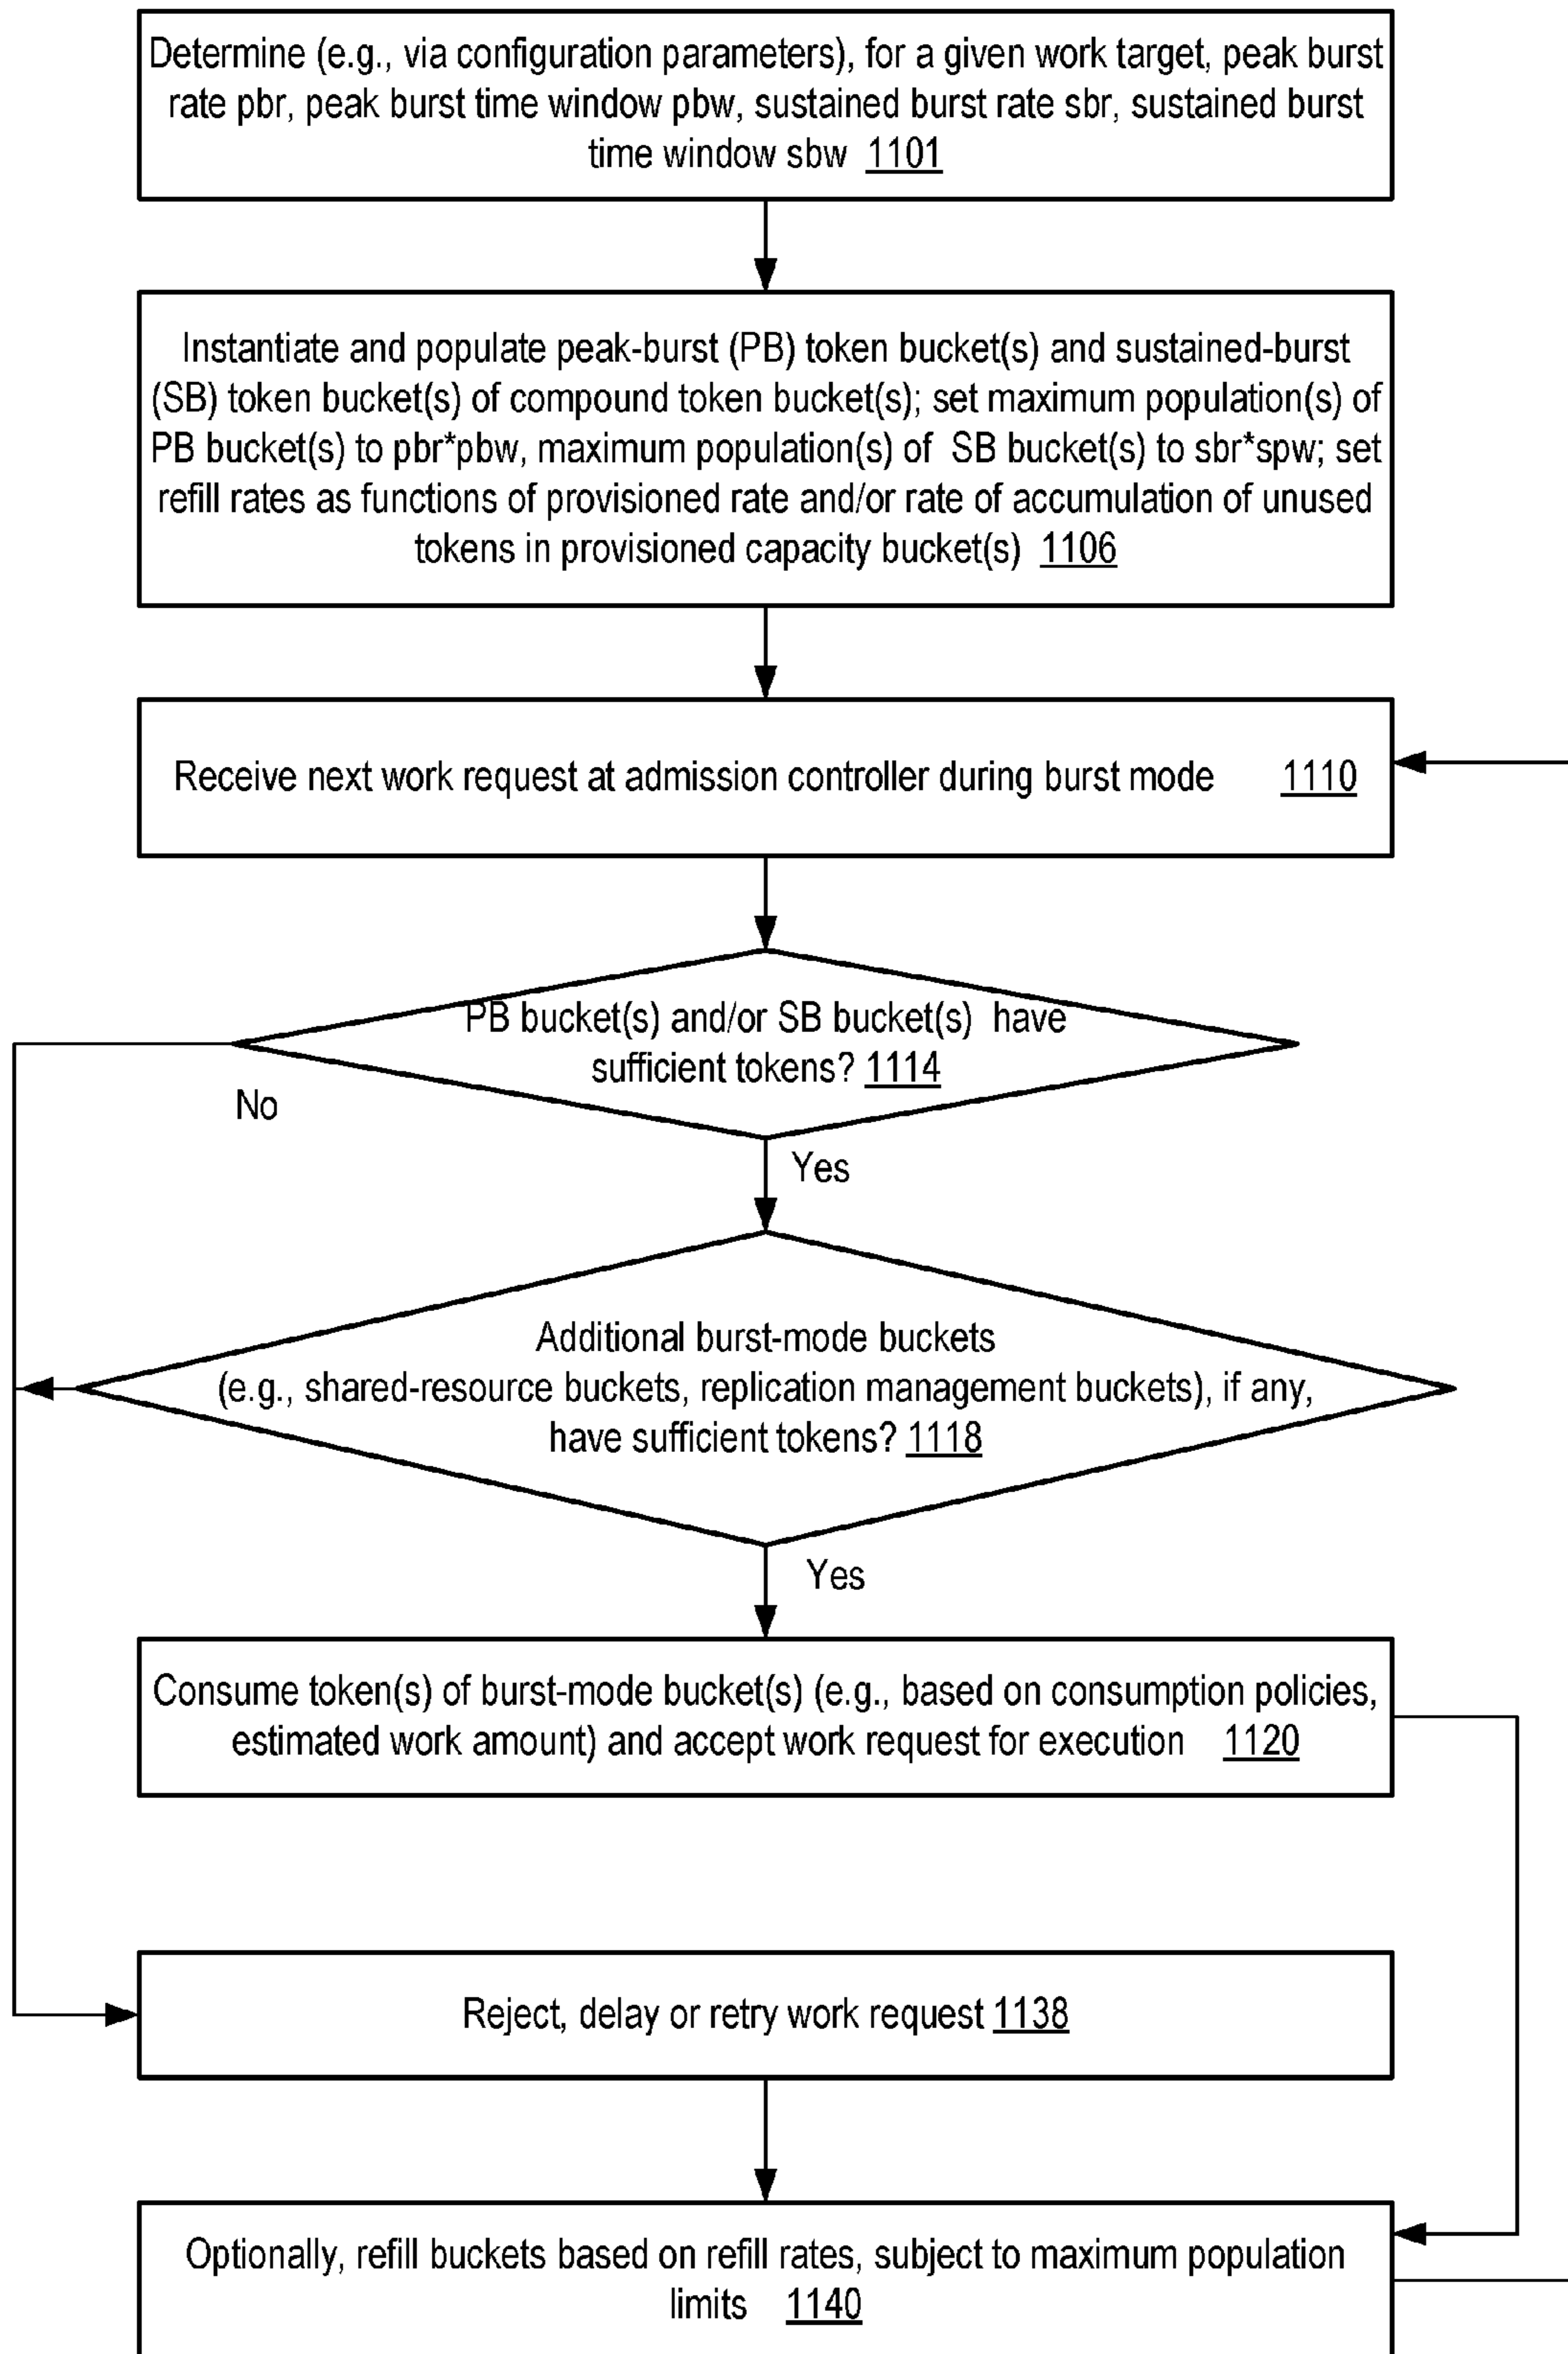 Determine (e.g., via configuration parameters), for a given work target, peak burst
rate pbr, peak burst time window pbw, sustained burst rate sbr, sustained burst
time window sbw 1101
Instantiate and populate peak-burst (PB) token bucket(s) and sustained-burst
(SB) token bucket(s) of compound token bucket(s); set maximum population(s) of
PB bucket(s) to pbr*pbw, maximum population(s) of SB bucket(s) to sbr*spw; set
refill rates as functions of provisioned rate and/or rate of accumulation of unused
tokens in provisioned capacity bucket(s) 1106
Receive next work request at admission controller during burst mode 1110
PB bucket(s) and/or SB bucket(s) have
sufficient tokens? 1114
No
Yes
Additional burst-mode buckets
(e.g., shared-resource buckets, replication management buckets), if any,
have sufficient tokens? 1118
Yes
Consume token(s) of burst-mode bucket(s) (e.g., based on consumption policies,
estimated work amount) and accept work request for execution 1120
Reject, delay or retry work request 1138
Optionally, refill buckets based on refill rates, subject to maximum population
limits 1140